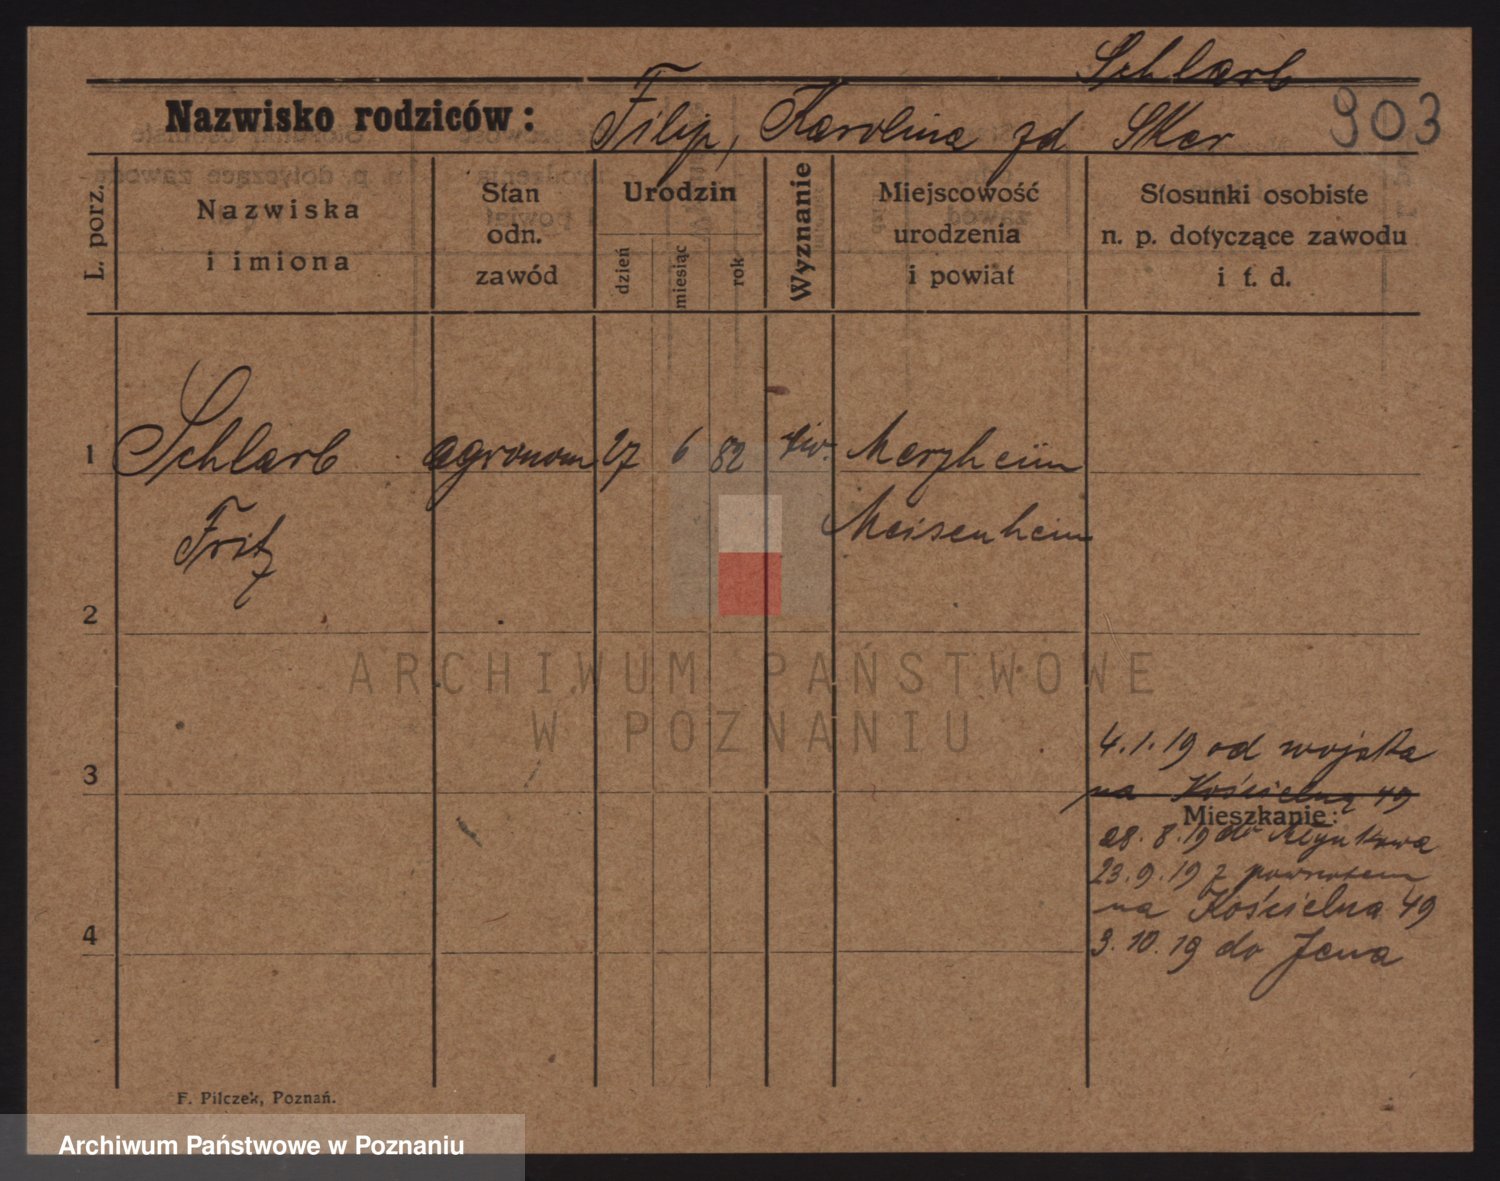 Schlarb
Nazwisko rodziców: Filip, Karolina zd Sker 903
L. porz.
Nazwiska
i imiona
Stan
odn.
zawód
Urodzin
dzień
miesiąc
rok
Wyznanie
Miejscowość
urodzenia
i powiat
Stosunki osobiste
n. p. dotyczące zawodu
i t. d.
1 Schlarb agronom 27 6 82 ew. Merzheim
Fritz Meisenheim
2
ARCHIWUM PAŃSTWOWE
W POZNANIU
4.1.19 od wojska
3
na Kościelną 49
Mieszkanie:
28.8.19 do Młynkowa
23.9.19 z powrotem
na Kościelna 49
4
3.10.19 do Jena
F. Pilczek, Poznań.
Archiwum Państwowe w Poznaniu